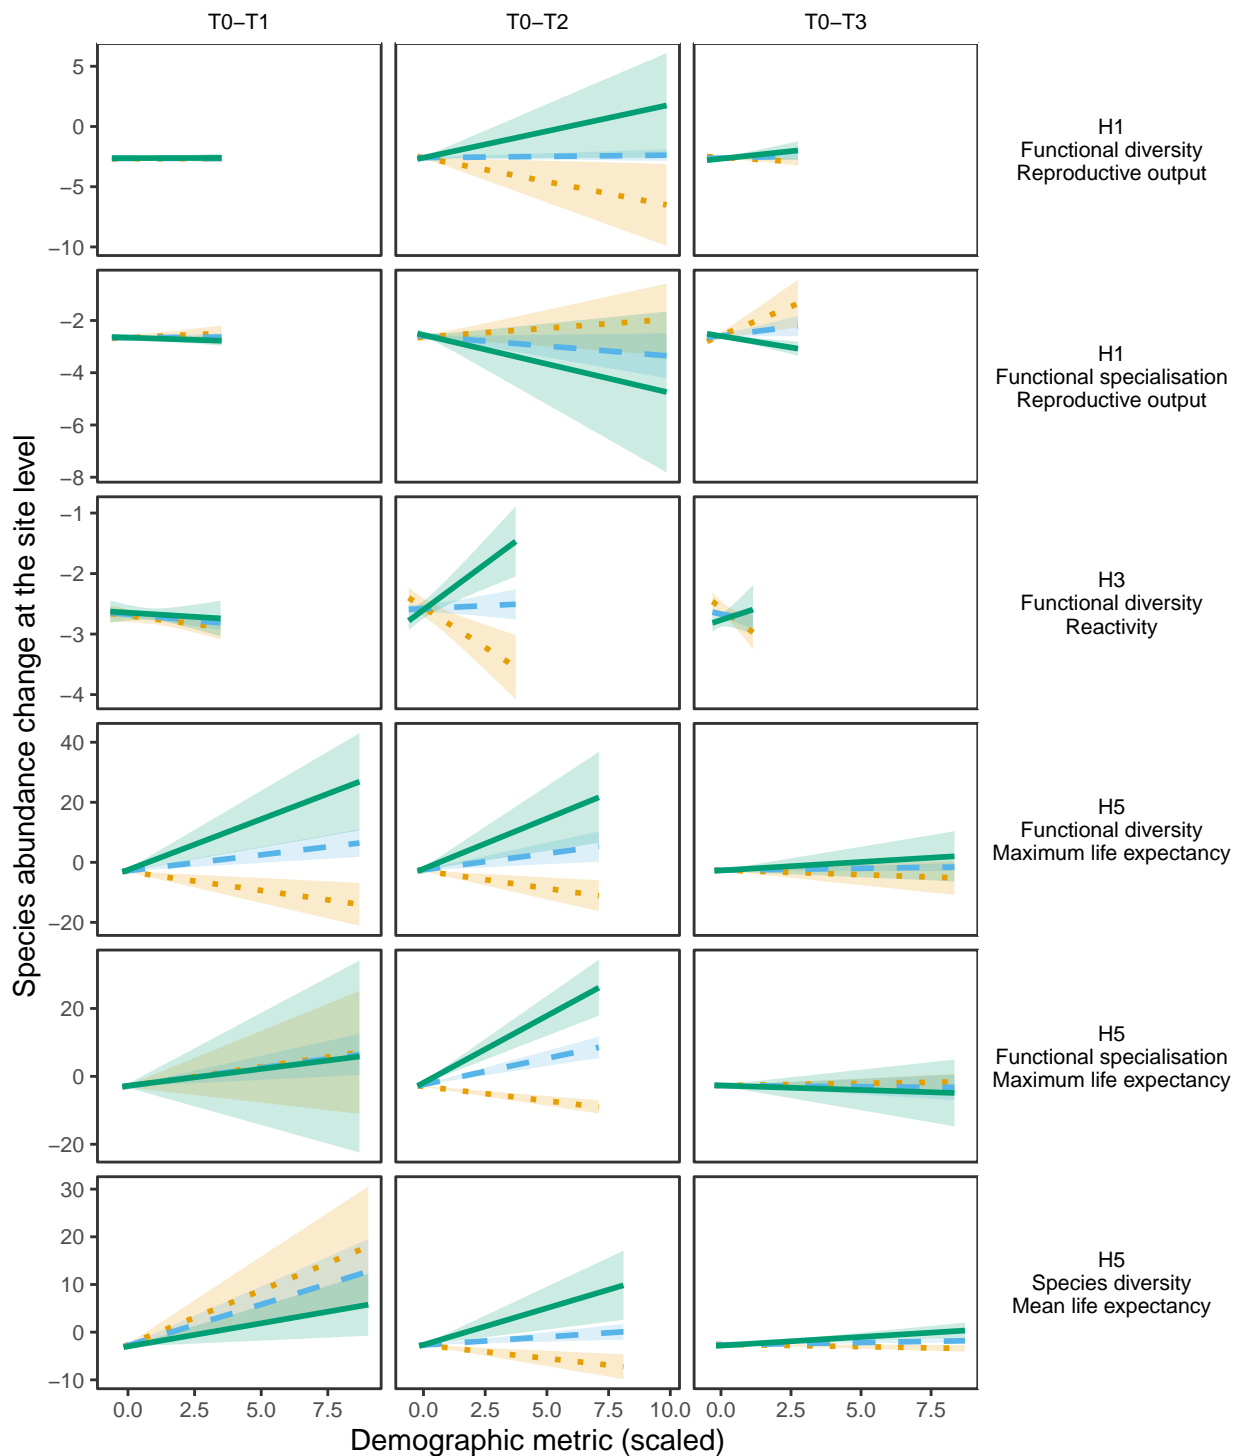 T0−T1
T0−T2
T0−T3
5
0
−5
−10
H1
Functional diversity
Reproductive output
−2
−4
−6
−8
H1
Functional specialisation
Reproductive output
−1
−2
−3
−4
H3
Functional diversity
Reactivity
40
20
0
−20
H5
Functional diversity
Maximum life expectancy
20
0
−20
H5
Functional specialisation
Maximum life expectancy
30
20
10
0
−10
H5
Species diversity
Mean life expectancy
0.0 2.5 5.0 7.5
0.0 2.5 5.0 7.5 10.0
0.0 2.5 5.0 7.5
Demographic metric (scaled)
Species abundance change at the site level